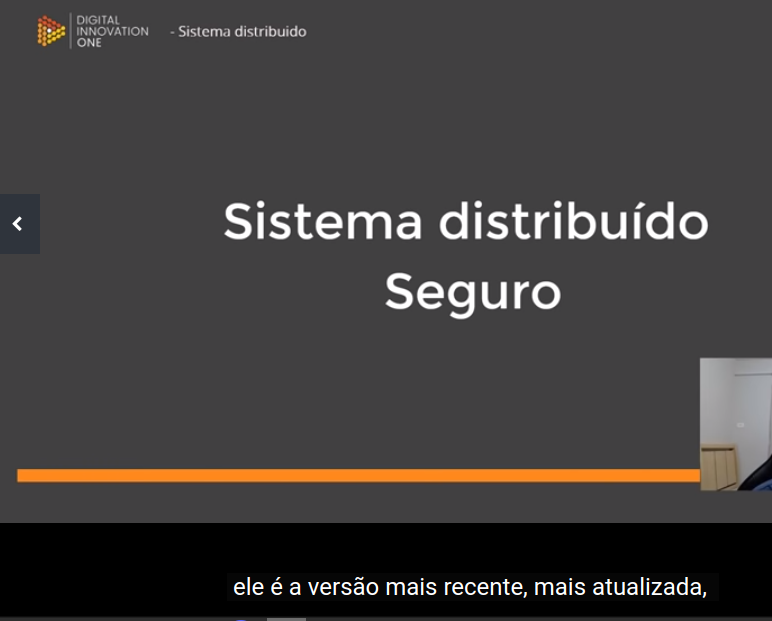 DIGITAL
INNOVATION
ONE
- Sistema distribuido
Sistema distribuído
Seguro
ele é a versão mais recente, mais atualizada,